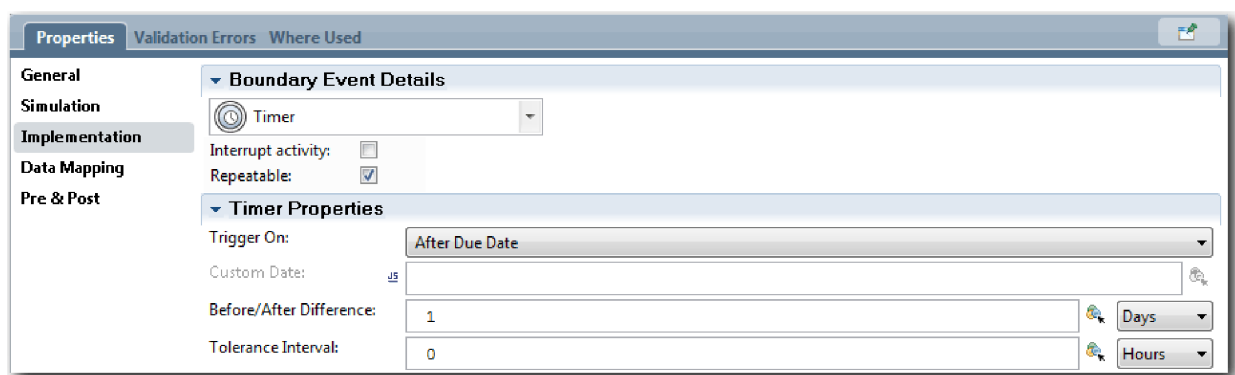 Properties Validation Errors Where Used
General
Simulation
Implementation
Data Mapping
Pre & Post
Boundary Event Details
Timer
Interrupt activity:
Repeatable:
Timer Properties
Trigger On: After Due Date
Custom Date: JS
Before/After Difference: 1 Days
Tolerance Interval: 0 Hours